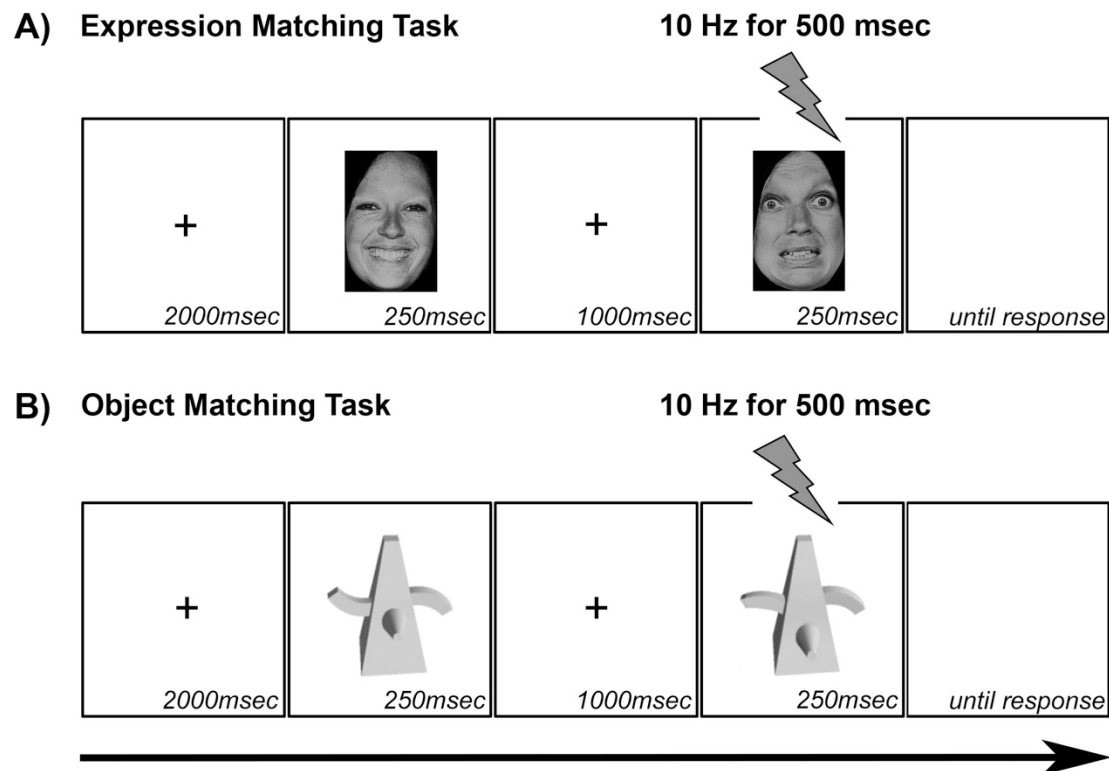 A) Expression Matching Task 10 Hz for 500 msec
+ +
2000msec 250msec 1000msec 250msec until response
B) Object Matching Task 10 Hz for 500 msec
+ +
2000msec 250msec 1000msec 250msec until response